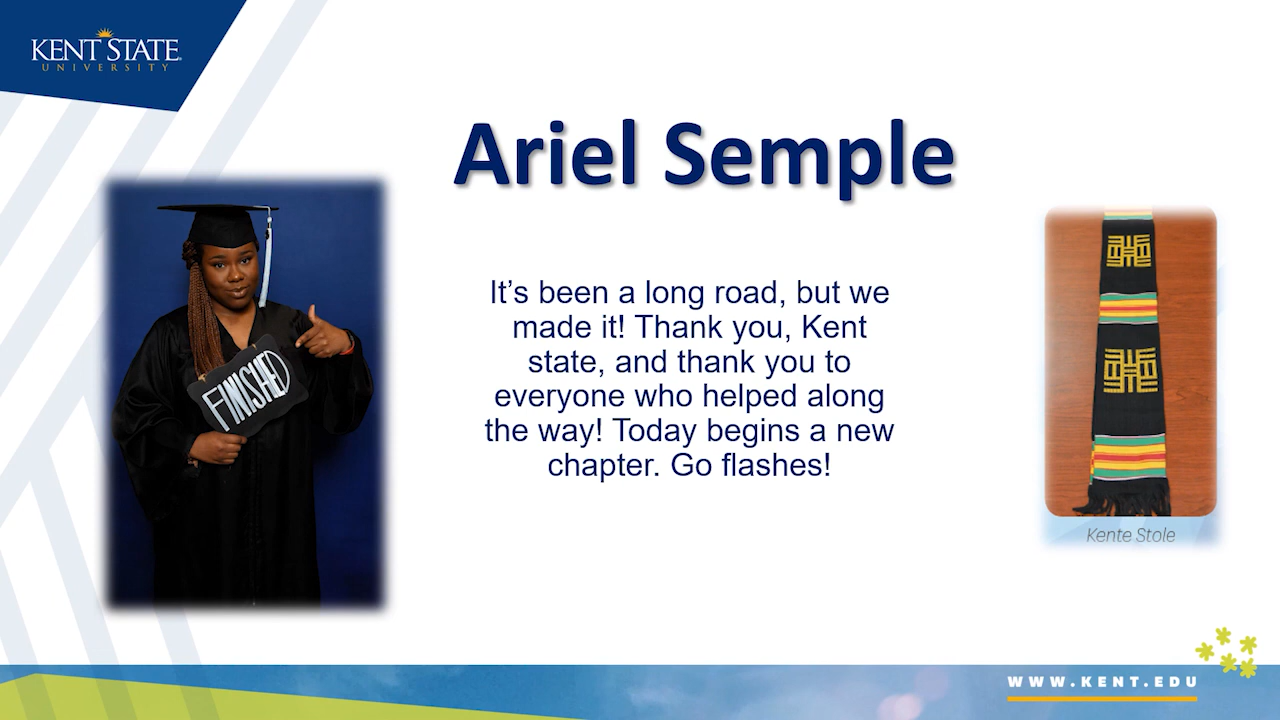 KENT STATE
UNIVERSITY
Ariel Semple
FINISHED
It’s been a long road, but we
made it! Thank you, Kent
state, and thank you to
everyone who helped along
the way! Today begins a new
chapter. Go flashes!
Kente Stole
WWW.KENT.EDU